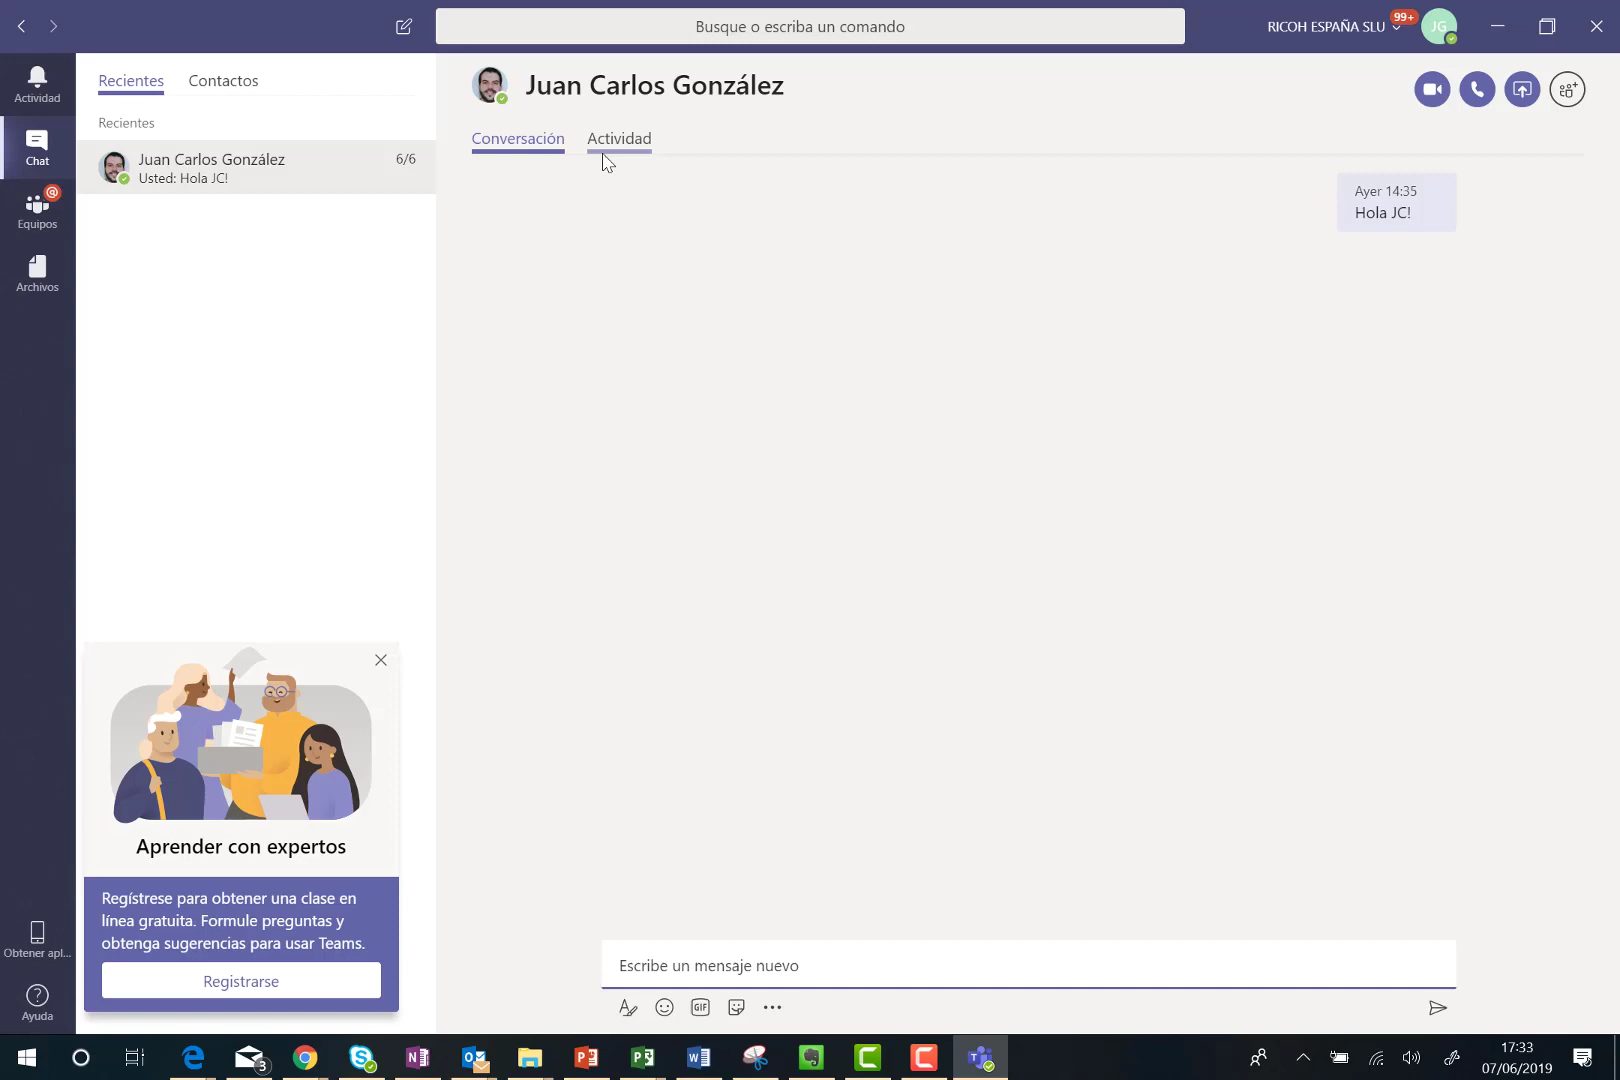 Busque o escriba un comando
RICOH ESPAÑA SLU
99+
JG
Actividad
Chat
Equipos
Archivos
Obtener apl...
Ayuda
Recientes
Contactos
Recientes
Juan Carlos González
6/6
Usted: Hola JC!
Aprender con expertos
Regístrese para obtener una clase en
línea gratuita. Formule preguntas y
obtenga sugerencias para usar Teams.
Registrarse
Juan Carlos González
Conversación
Actividad
Ayer 14:35
Hola JC!
Escribe un mensaje nuevo
GIF
3
17:33
07/06/2019